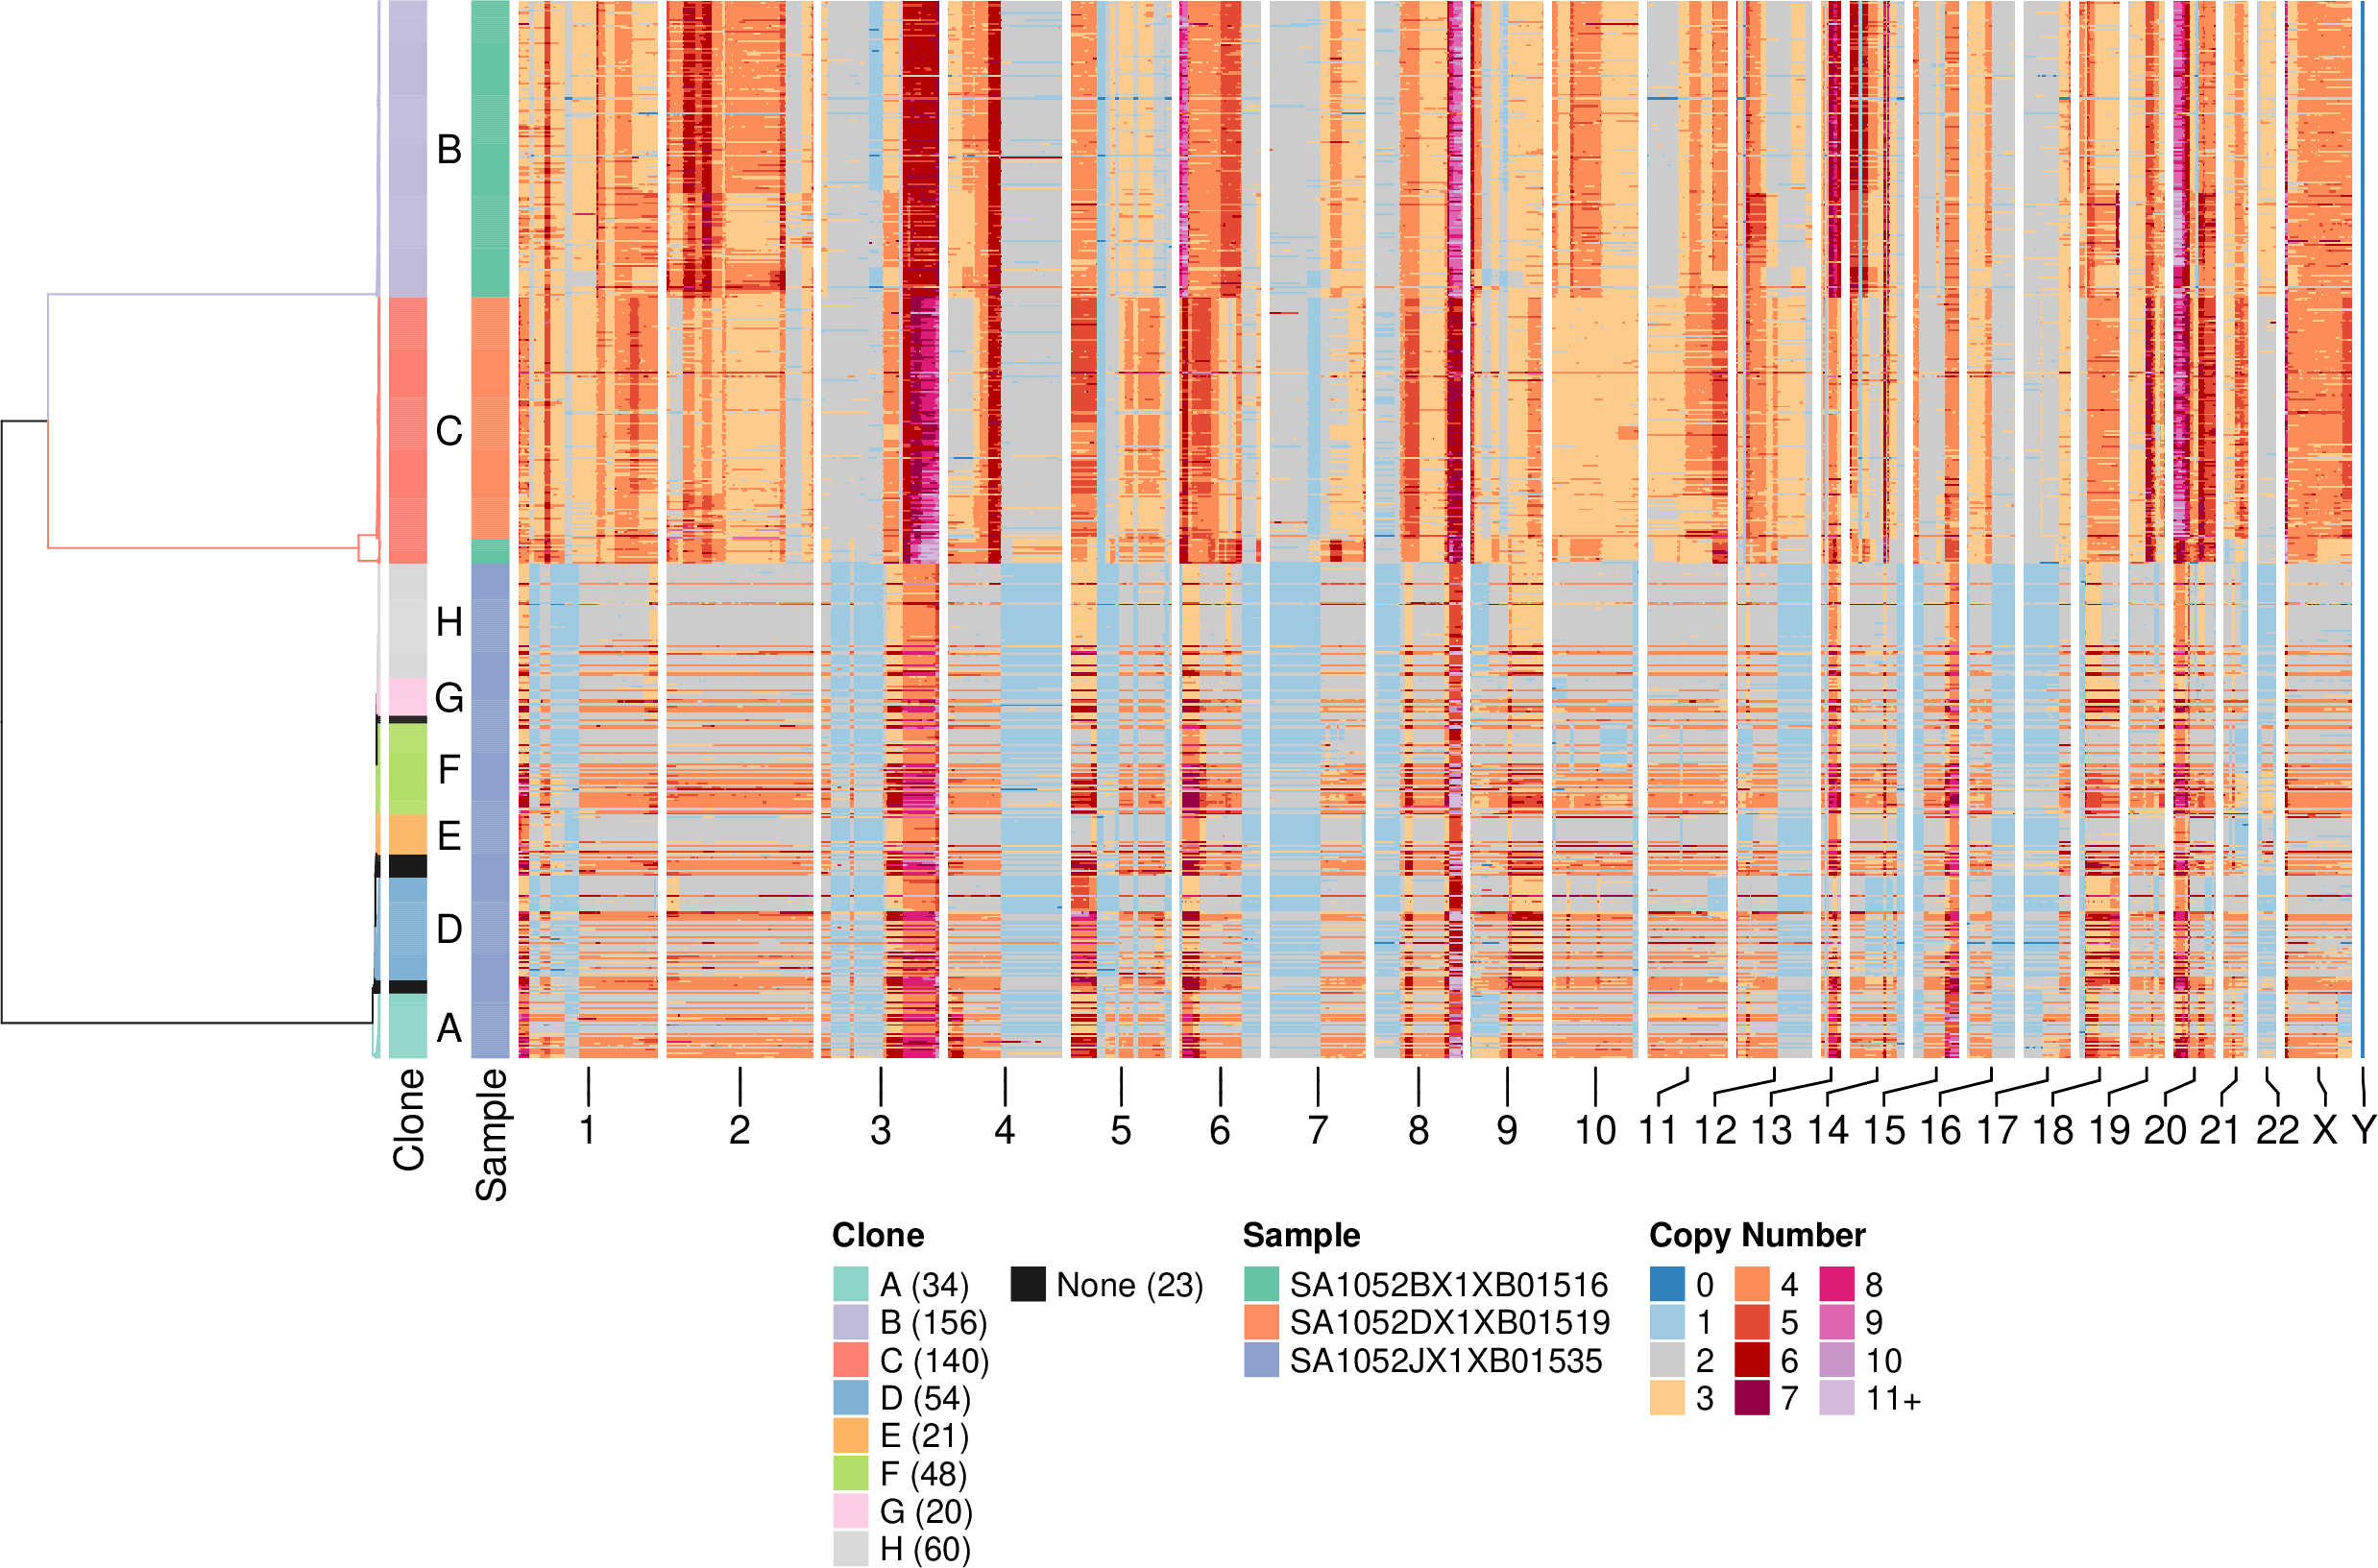 B
C
H
G
F
E
D
A
Clone
Sample
1 2 3 4 5 6 7 8 9 10 11 12 13 14 15 16 17 18 19 20 21 22 X Y
Clone Sample Copy Number
A (34) None (23) SA1052BX1XB01516 0 4 8
B (156) SA1052DX1XB01519 1 5 9
C (140) SA1052JX1XB01535 2 6 10
D (54) 3 7 11+
E (21)
F (48)
G (20)
H (60)